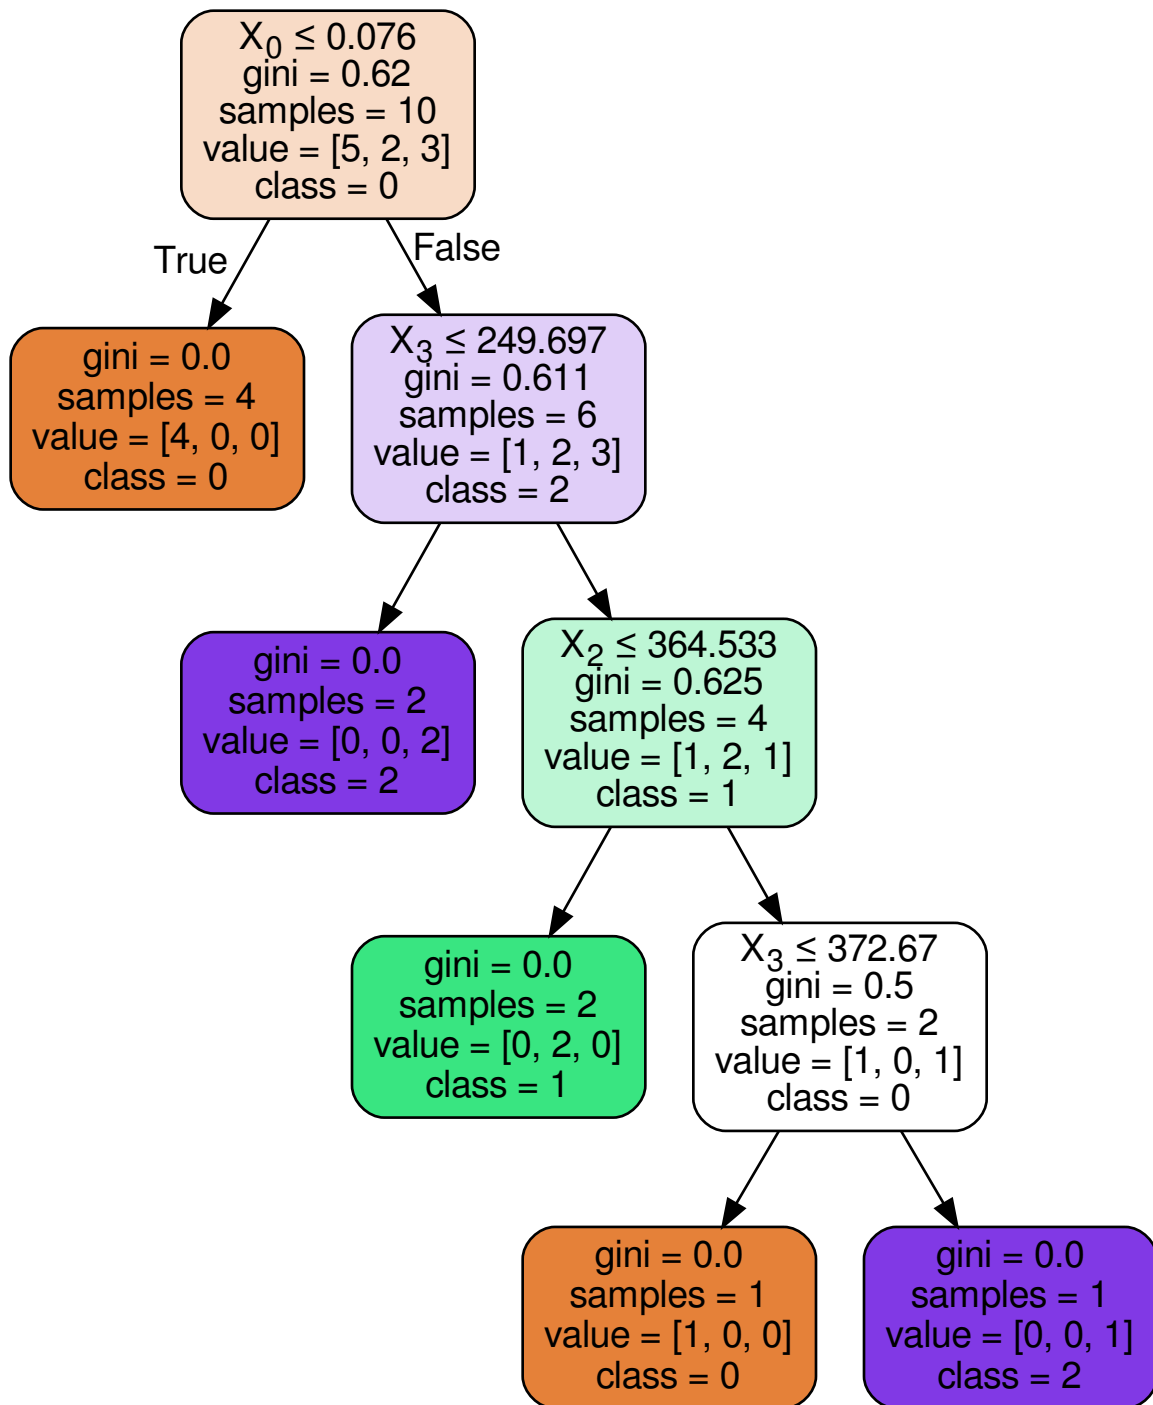 X₀ ≤ 0.076
gini = 0.62
samples = 10
value = [5, 2, 3]
class = 0
True
False
gini = 0.0
samples = 4
value = [4, 0, 0]
class = 0
X₃ ≤ 249.697
gini = 0.611
samples = 6
value = [1, 2, 3]
class = 2
gini = 0.0
samples = 2
value = [0, 0, 2]
class = 2
X₂ ≤ 364.533
gini = 0.625
samples = 4
value = [1, 2, 1]
class = 1
gini = 0.0
samples = 2
value = [0, 2, 0]
class = 1
X₃ ≤ 372.67
gini = 0.5
samples = 2
value = [1, 0, 1]
class = 0
gini = 0.0
samples = 1
value = [1, 0, 0]
class = 0
gini = 0.0
samples = 1
value = [0, 0, 1]
class = 2